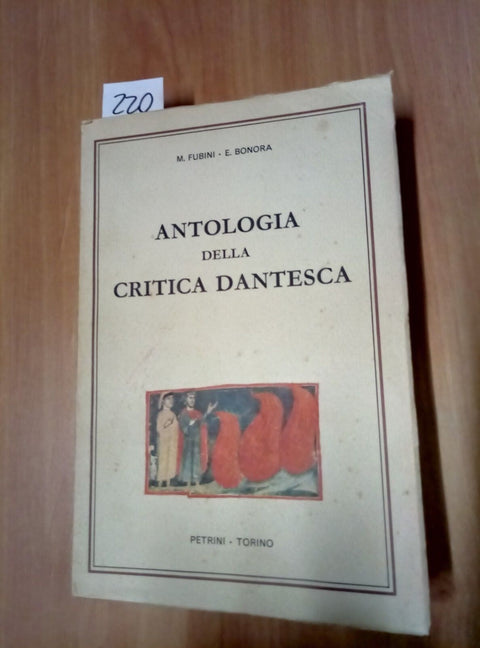 220
M. FUBINI - E. BONORA
ANTOLOGIA
DELLA
CRITICA DANTESCA
PETRINI - TORINO